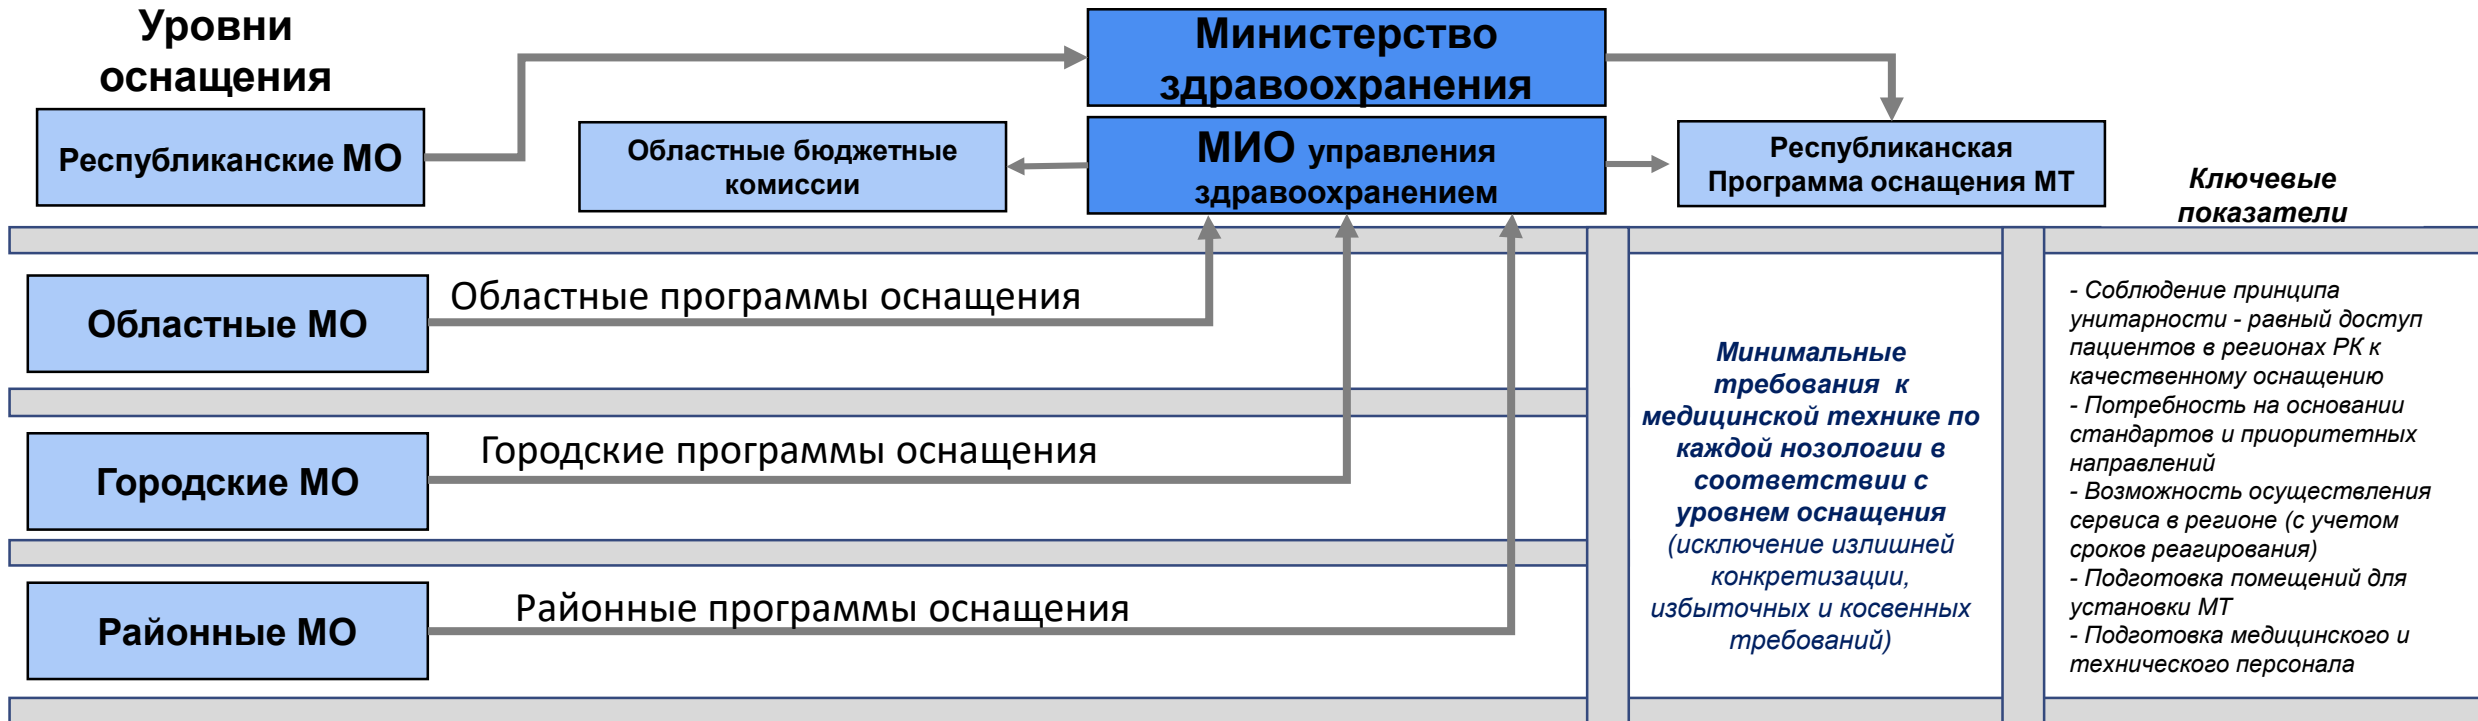 Уровни
оснащения
Министерство
здравоохранения
Республиканские МО
Областные бюджетные
комиссии
МИО управления
здравоохранением
Республиканская
Программа оснащения МТ
Ключевые
показатели
Областные МО
Областные программы оснащения
Городские МО
Городские программы оснащения
Районные МО
Районные программы оснащения
Минимальные
требования к
медицинской технике по
каждой нозологии в
соответствии с
уровнем оснащения
(исключение излишней
конкретизации,
избыточных и косвенных
требований)
- Соблюдение принципа
унитарности - равный доступ
пациентов в регионах РК к
качественному оснащению
- Потребность на основании
стандартов и приоритетных
направлений
- Возможность осуществления
сервиса в регионе (с учетом
сроков реагирования)
- Подготовка помещений для
установки МТ
- Подготовка медицинского и
технического персонала